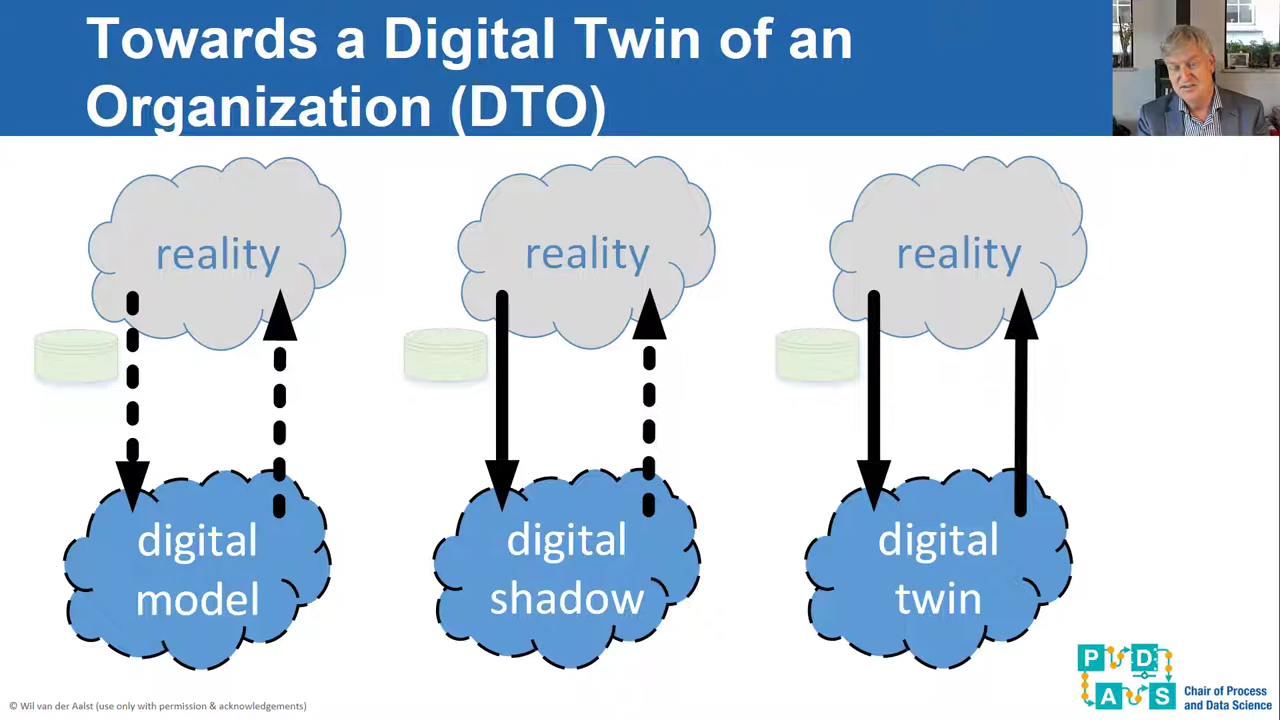 Towards a Digital Twin of an
Organization (DTO)
reality
reality
reality
digital
model
digital
shadow
digital
twin
© Wil van der Aalst (use only with permission & acknowledgements)
P D
A S
Chair of Process
and Data Science